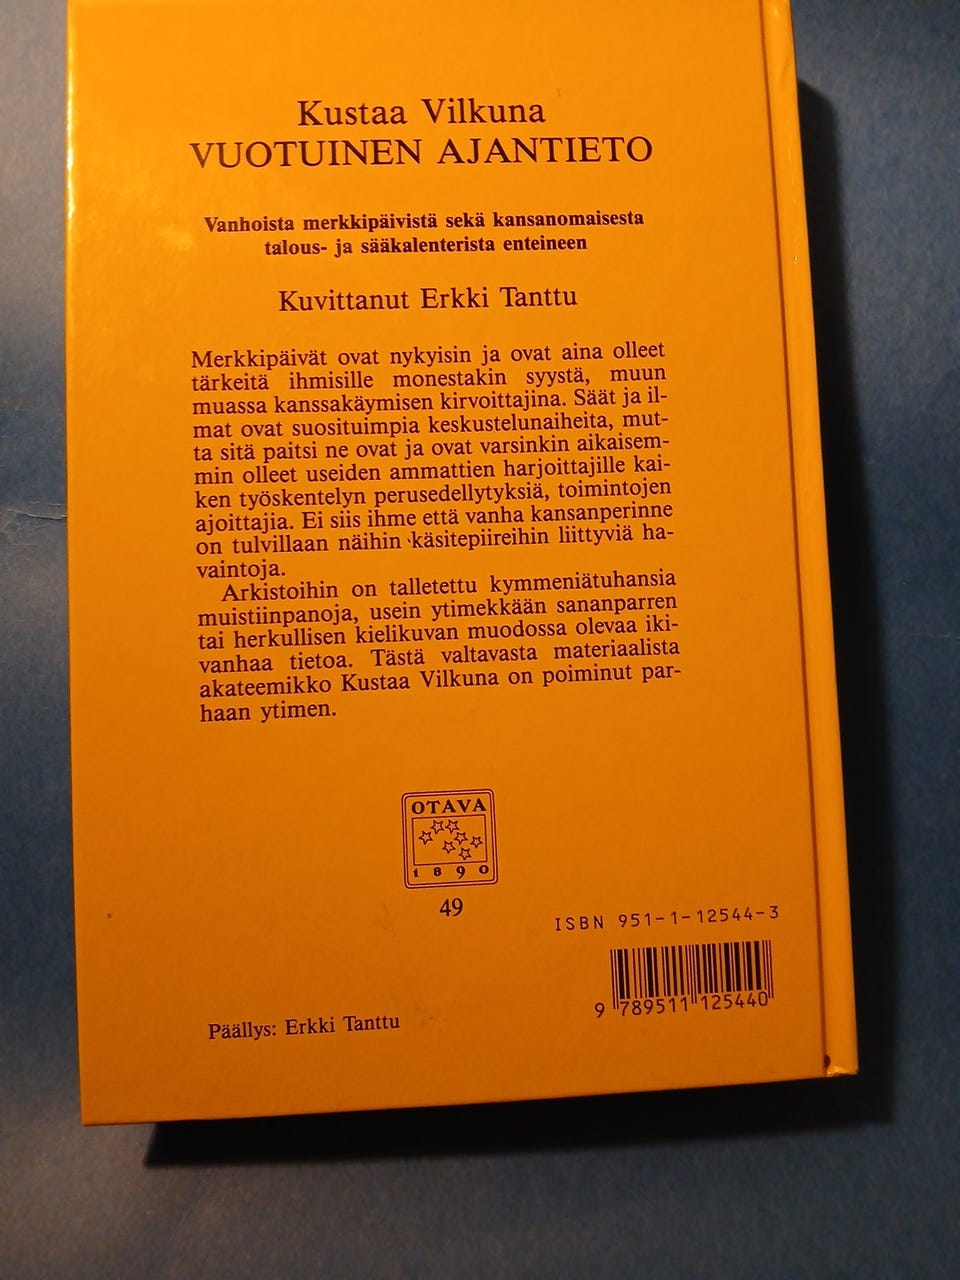 Kustaa Vilkuna
VUOTUINEN AJANTIETO
Vanhoista merkkipäivistä sekä kansanomaisesta
talous- ja sääkalenterista enteineen
Kuvittanut Erkki Tanttu
Merkkipäivät ovat nykyisin ja ovat aina olleet
tärkeitä ihmisille monestakin syystä, muun
muassa kanssakäymisen kirvoittajina. Säät ja il-
mat ovat suosituimpia keskustelunaiheita, mut-
ta sitä paitsi ne ovat ja ovat varsinkin aikaisem-
min olleet useiden ammattien harjoittajille kai-
ken työskentelyn perusedellytyksiä, toimintojen
ajoittajia. Ei siis ihme että vanha kansanperinne
on tulvillaan näihin käsitepiireihin liittyviä ha-
vaintoja.
Arkistoihin on talletettu kymmeniätuhansia
muistiinpanoja, usein ytimekkään sananparren
tai herkullisen kielikuvan muodossa olevaa iki-
vanhaa tietoa. Tästä valtavasta materiaalista
akateemikko Kustaa Vilkuna on poiminut par-
haan ytimen.
OTAVA
1890
49
ISBN 951-1-12544-3
9 789511 125440
Päällys: Erkki Tanttu